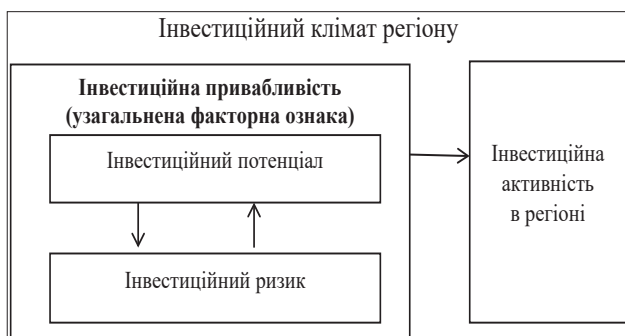 Інвестиційний клімат регіону
Інвестиційна привабливість
(узагальнена факторна ознака)
Інвестиційний потенціал
Інвестиційний ризик
Інвестиційна
активність
в регіоні